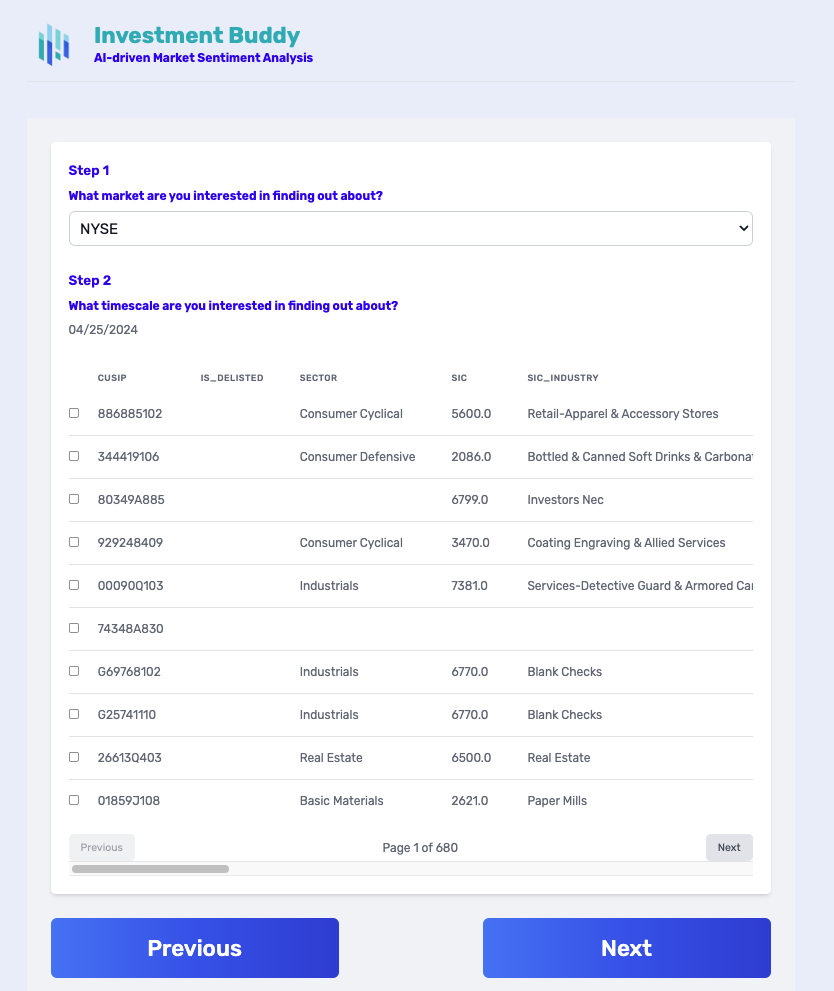 Investment Buddy
AI-driven Market Sentiment Analysis
Step 1
What market are you interested in finding out about?
NYSE
Step 2
What timescale are you interested in finding out about?
04/25/2024
CUSIP IS_DELISTED SECTOR SIC SIC_INDUSTRY
886885102 Consumer Cyclical 5600.0 Retail-Apparel & Accessory Stores
344419106 Consumer Defensive 2086.0 Bottled & Canned Soft Drinks & Carbonat
80349A885 6799.0 Investors Nec
929248409 Consumer Cyclical 3470.0 Coating Engraving & Allied Services
00090Q103 Industrials 7381.0 Services-Detective Guard & Armored Car
74348A830
G69768102 Industrials 6770.0 Blank Checks
G25741110 Industrials 6770.0 Blank Checks
26613Q403 Real Estate 6500.0 Real Estate
01859J108 Basic Materials 2621.0 Paper Mills
Previous Page 1 of 680 Next
Previous Next